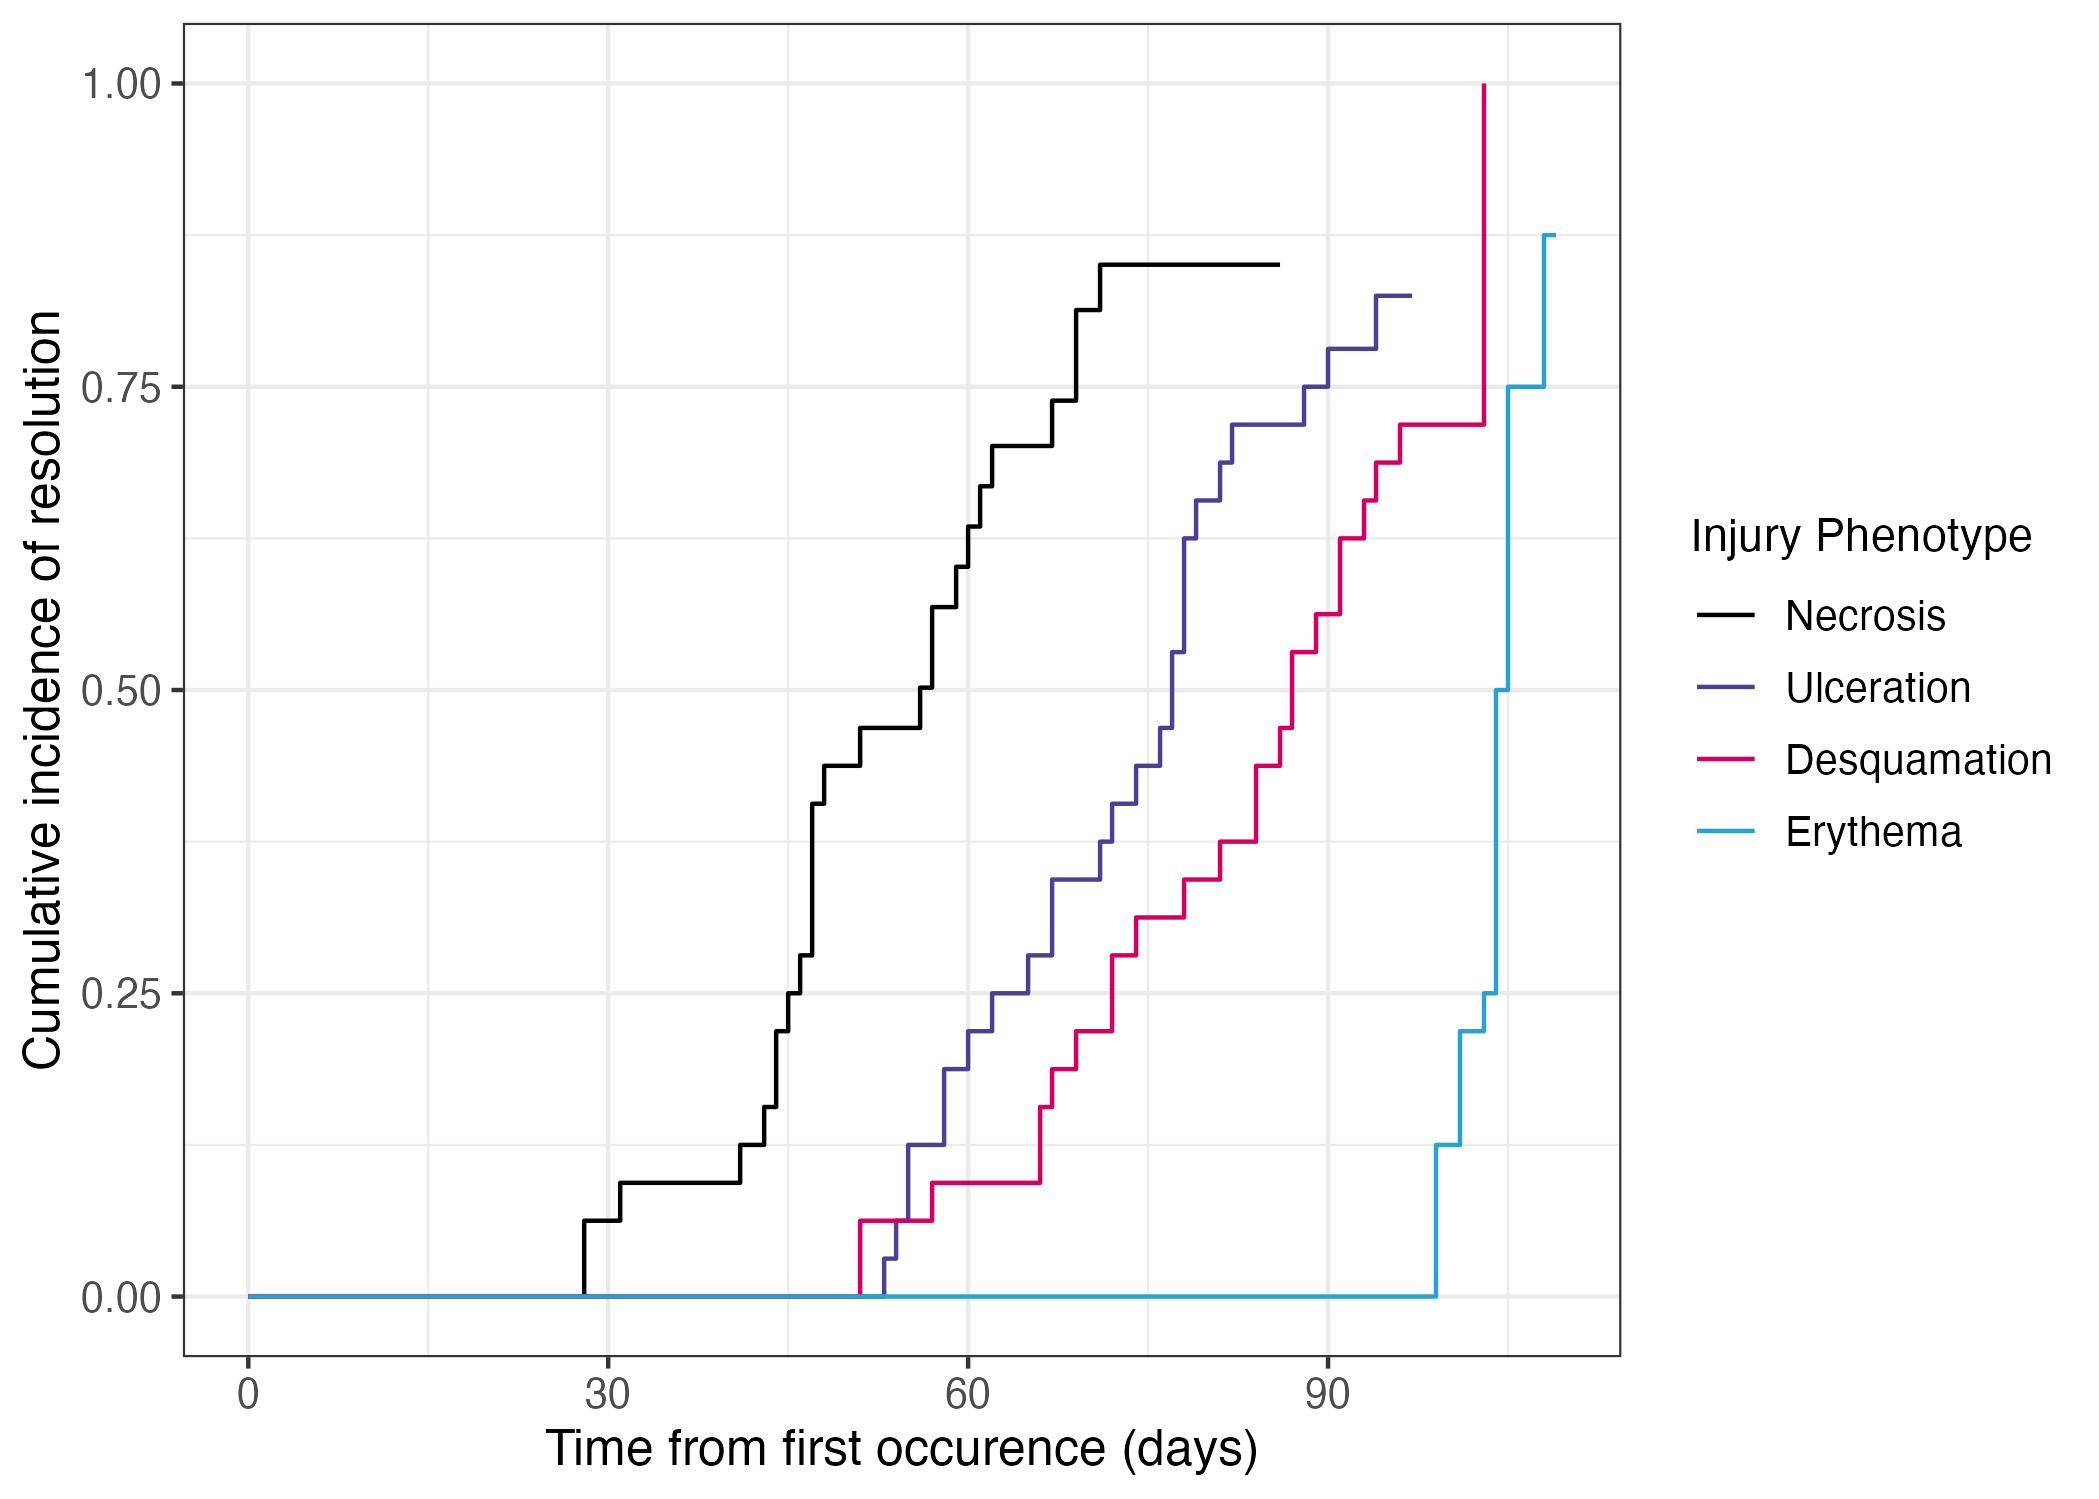 Cumulative incidence of resolution
1.00
0.75
0.50
0.25
0.00
0
30
60
90
Time from first occurence (days)
Injury Phenotype
Necrosis
Ulceration
Desquamation
Erythema